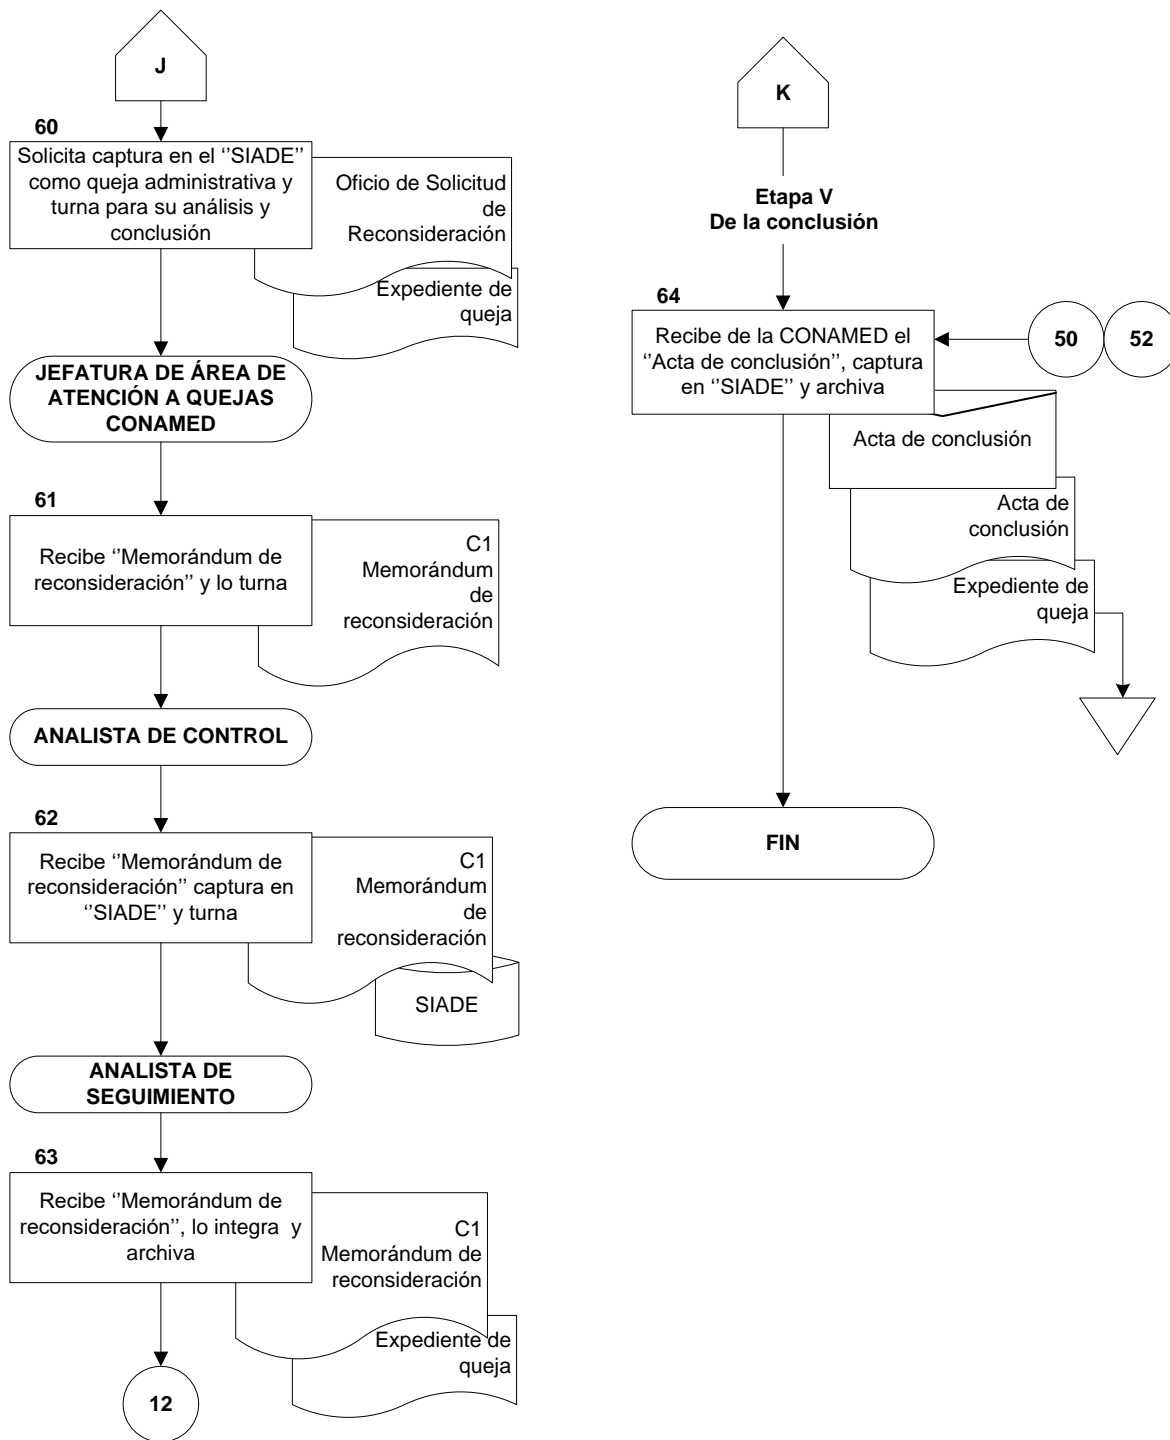 J
60
Solicita captura en el ‘’SIADE’’
como queja administrativa y
turna para su análisis y
conclusión
Oficio de Solicitud
de
Reconsideración
Expediente de
queja
JEFATURA DE ÁREA DE
ATENCIÓN A QUEJAS
CONAMED
61
Recibe ‘’Memorándum de
reconsideración’’ y lo turna
C1
Memorándum
de
reconsideración
ANALISTA DE CONTROL
62
Recibe ‘’Memorándum de
reconsideración’’ captura en
‘’SIADE’’ y turna
C1
Memorándum
de
reconsideración
SIADE
ANALISTA DE
SEGUIMIENTO
63
Recibe ‘’Memorándum de
reconsideración’’, lo integra y
archiva
C1
Memorándum de
reconsideración
Expediente de
queja
12
K
Etapa V
De la conclusión
64
Recibe de la CONAMED el
‘’Acta de conclusión’’, captura
en ‘’SIADE’’ y archiva
50
52
Acta de conclusión
Acta de
conclusión
Expediente de
queja
FIN